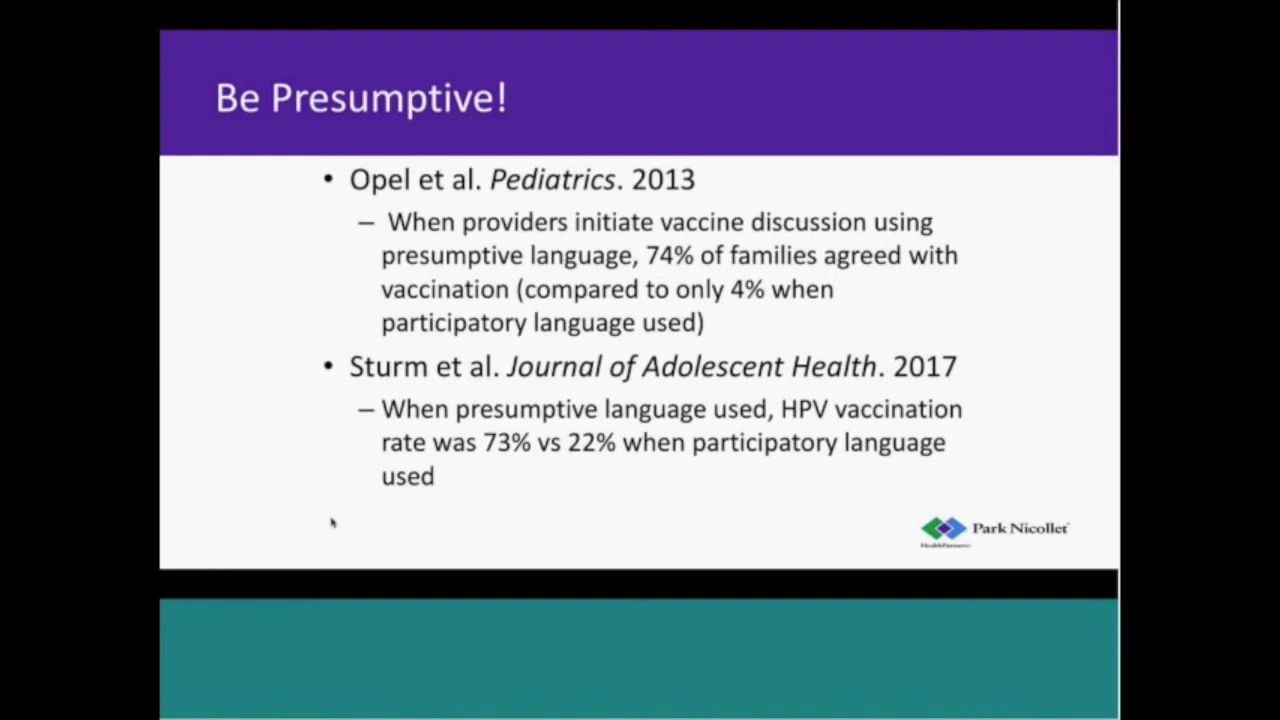 Be Presumptive!
• Opel et al. Pediatrics. 2013
– When providers initiate vaccine discussion using
presumptive language, 74% of families agreed with
vaccination (compared to only 4% when
participatory language used)
• Sturm et al. Journal of Adolescent Health. 2017
– When presumptive language used, HPV vaccination
rate was 73% vs 22% when participatory language
used
Park Nicollet
HealthPartners